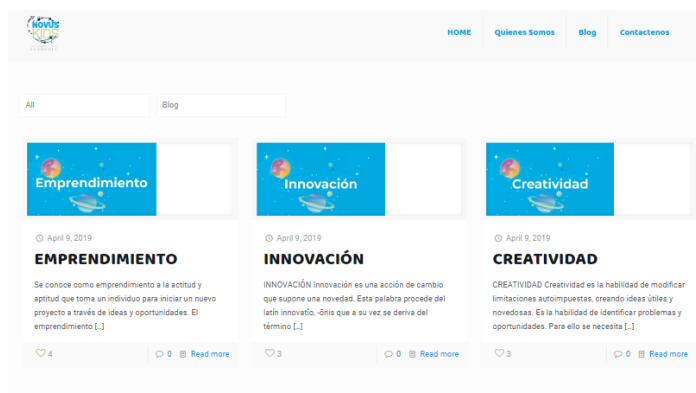 NOVUS
KIDS
HOME Quienes Somos Blog Contactenos
All Blog
Emprendimiento
April 9, 2019
EMPRENDIMIENTO
Se conoce como emprendimiento a la actitud y
aptitud que toma un individuo para iniciar un nuevo
proyecto a través de ideas y oportunidades. El
emprendimiento [...]
4 0 Read more
Innovación
April 9, 2019
INNOVACIÓN
INNOVACIÓN Innovación es una acción de cambio
que supone una novedad. Esta palabra procede del
latín innovatĭo, -ōnis que a su vez se deriva del
término [...]
3 0 Read more
Creatividad
April 9, 2019
CREATIVIDAD
CREATIVIDAD Creatividad es la habilidad de modificar
limitaciones autoimpuestas, creando ideas útiles y
novedosas. Es la habilidad de identificar problemas y
oportunidades. Para ello se necesita [...]
3 0 Read more